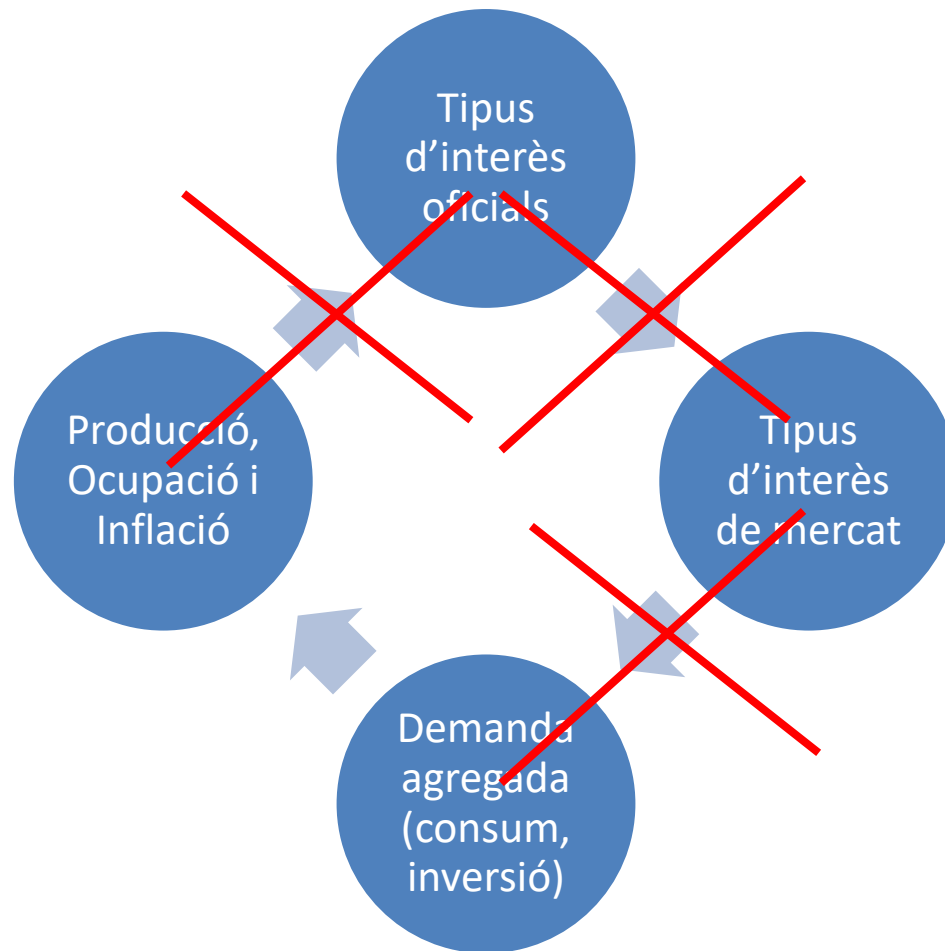 Tipus
d’interès
oficials
Producció,
Ocupació i
Inflació
Tipus
d’interès
de mercat
Demanda
agregada
(consum,
inversió)